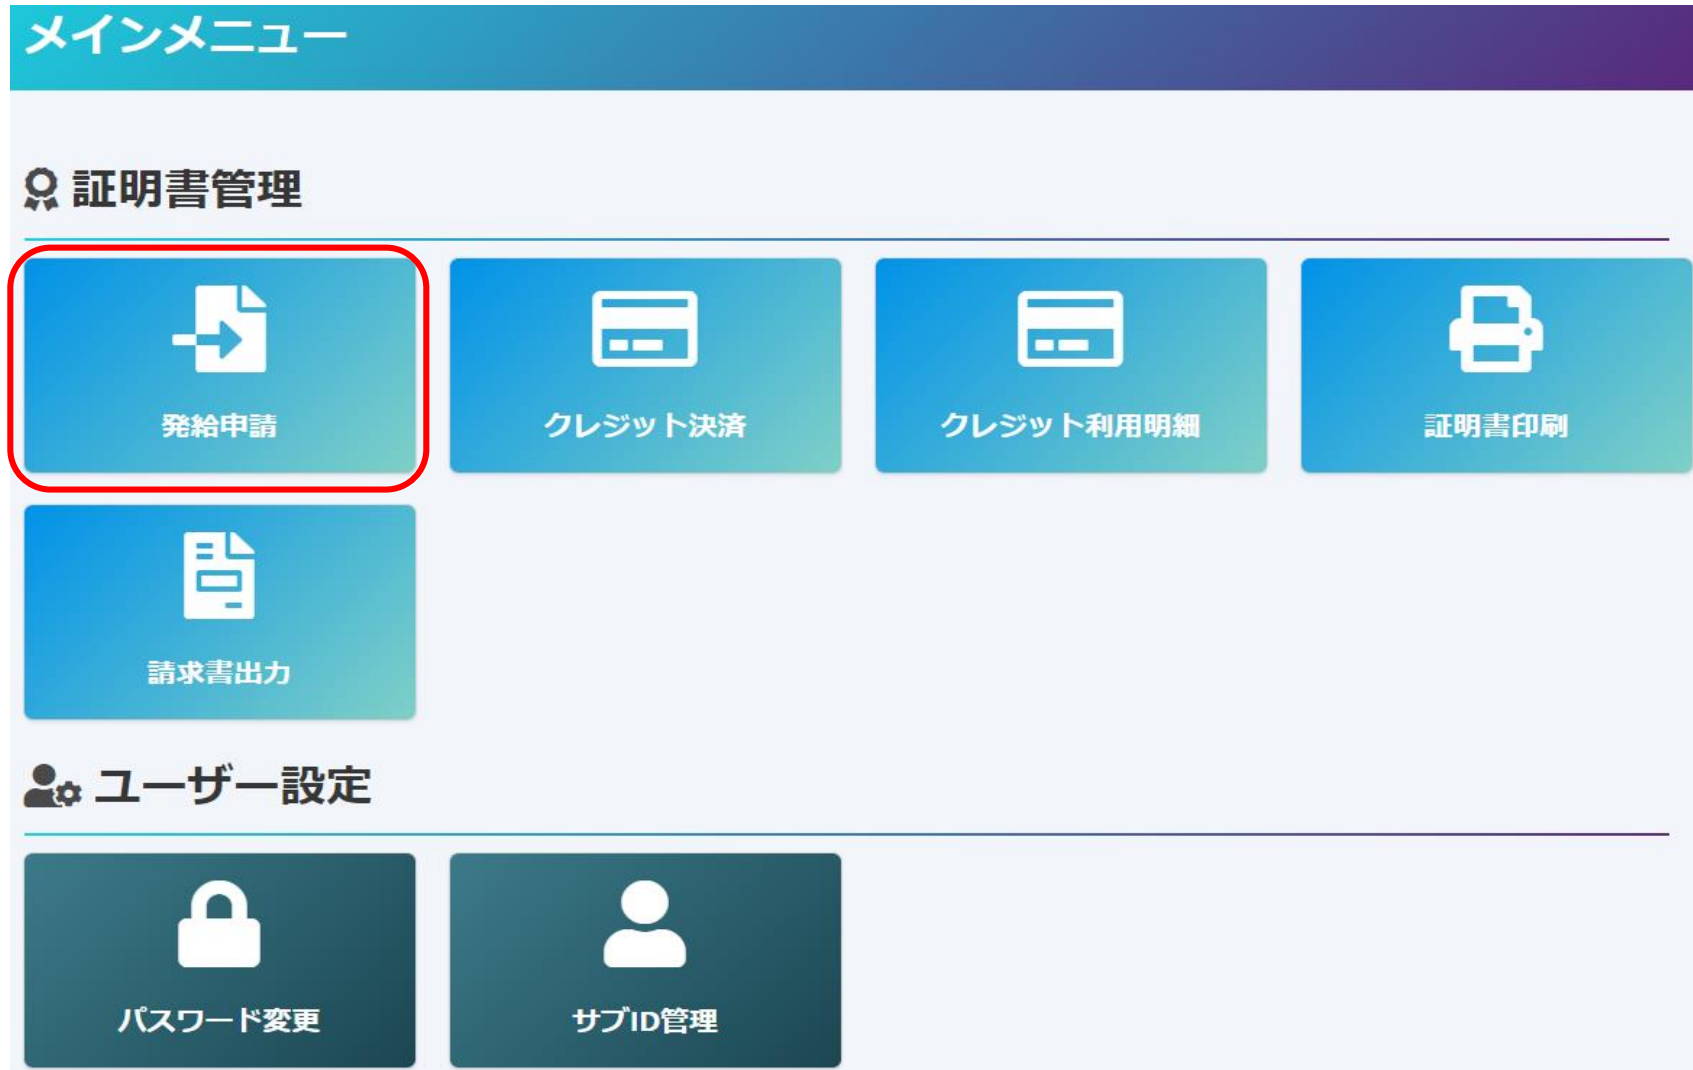 メインメニュー
証明書管理
発給申請
クレジット決済
クレジット利用明細
証明書印刷
請求書出力
ユーザー設定
パスワード変更
サブID管理